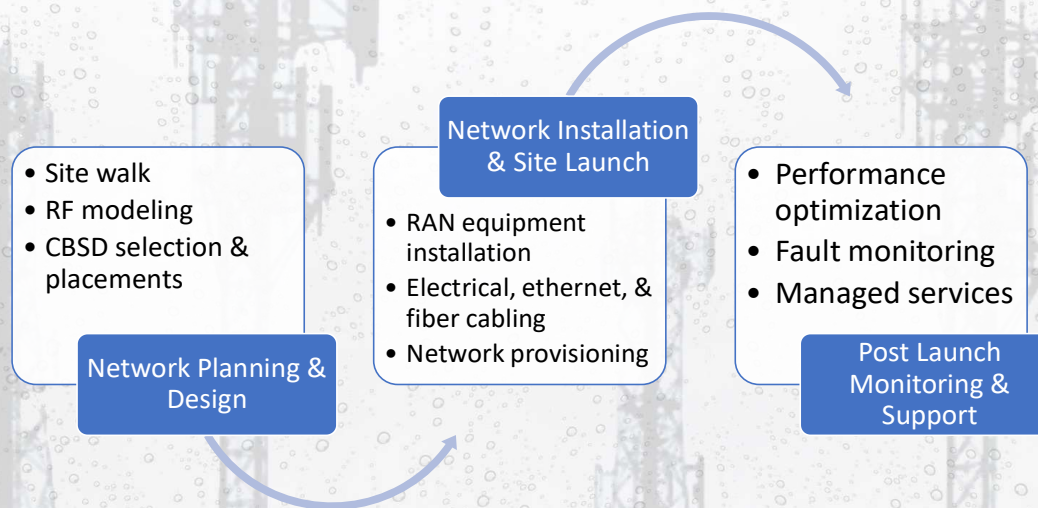 • Site walk
• RF modeling
• CBSD selection &
placements
Network Planning &
Design
Network Installation
& Site Launch
• RAN equipment
installation
• Electrical, ethernet, &
fiber cabling
• Network provisioning
• Performance
optimization
• Fault monitoring
• Managed services
Post Launch
Monitoring &
Support